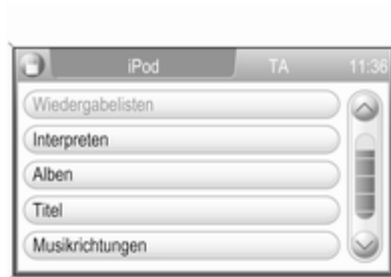 iPod TA 11:36
Wiedergabelisten
Interpreten
Alben
Titel
Musikrichtungen